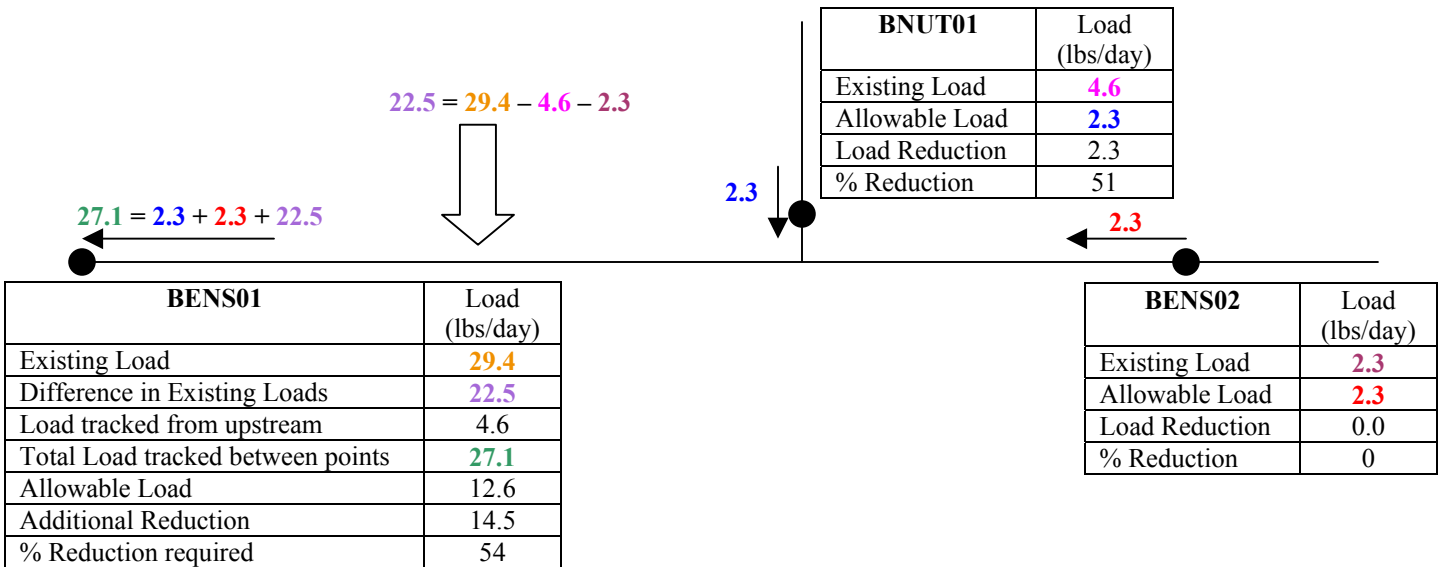 BNUT01 Load
(lbs/day)
Existing Load 4.6
Allowable Load 2.3
Load Reduction 2.3
% Reduction 51
22.5 = 29.4 – 4.6 – 2.3
2.3
27.1 = 2.3 + 2.3 + 22.5
2.3
BENS01 Load
(lbs/day)
Existing Load 29.4
Difference in Existing Loads 22.5
Load tracked from upstream 4.6
Total Load tracked between points 27.1
Allowable Load 12.6
Additional Reduction 14.5
% Reduction required 54
BENS02 Load
(lbs/day)
Existing Load 2.3
Allowable Load 2.3
Load Reduction 0.0
% Reduction 0